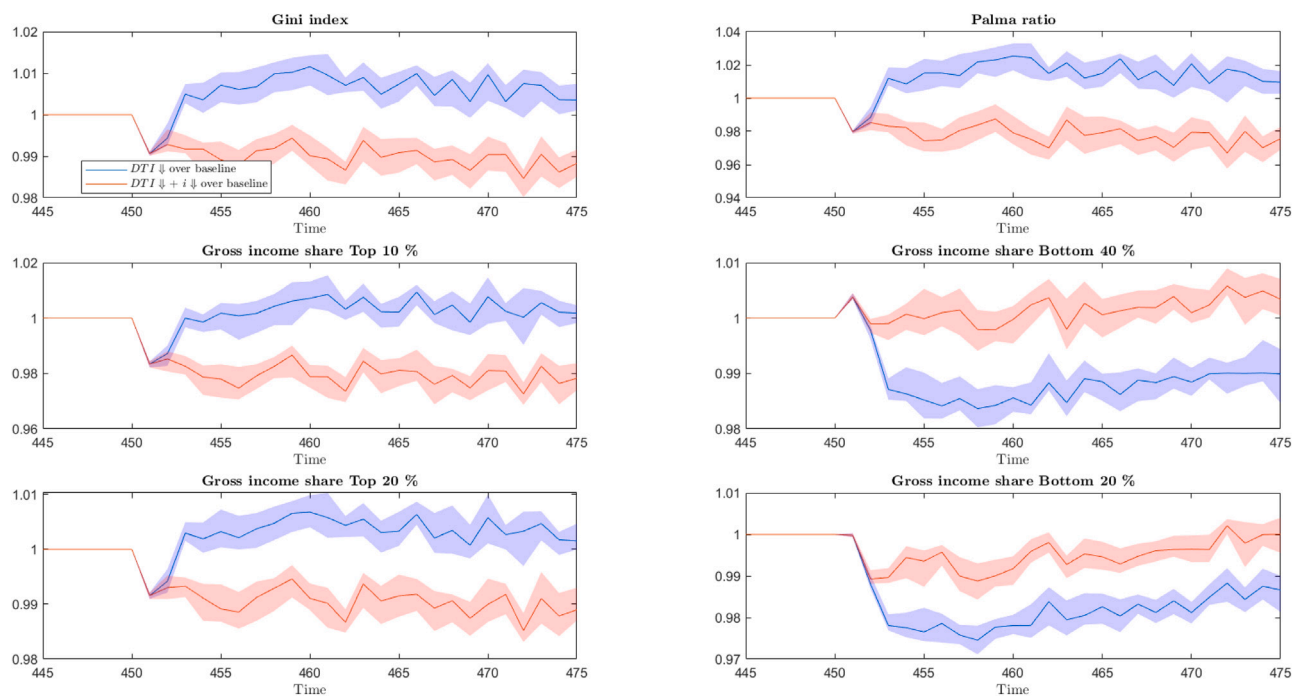 Gini index
1.02
1.01
1
0.99
0.98
DTI ⇓ over baseline
DTI ⇓ + i ⇓ over baseline
445 450 455 460 465 470 475
Time
Palma ratio
1.04
1.02
1
0.98
0.96
0.94
445 450 455 460 465 470 475
Time
Gross income share Top 10 %
1.02
1
0.98
0.96
445 450 455 460 465 470 475
Time
Gross income share Bottom 40 %
1.01
1
0.99
0.98
445 450 455 460 465 470 475
Time
Gross income share Top 20 %
1.01
1
0.99
0.98
445 450 455 460 465 470 475
Time
Gross income share Bottom 20 %
1.01
1
0.99
0.98
0.97
445 450 455 460 465 470 475
Time